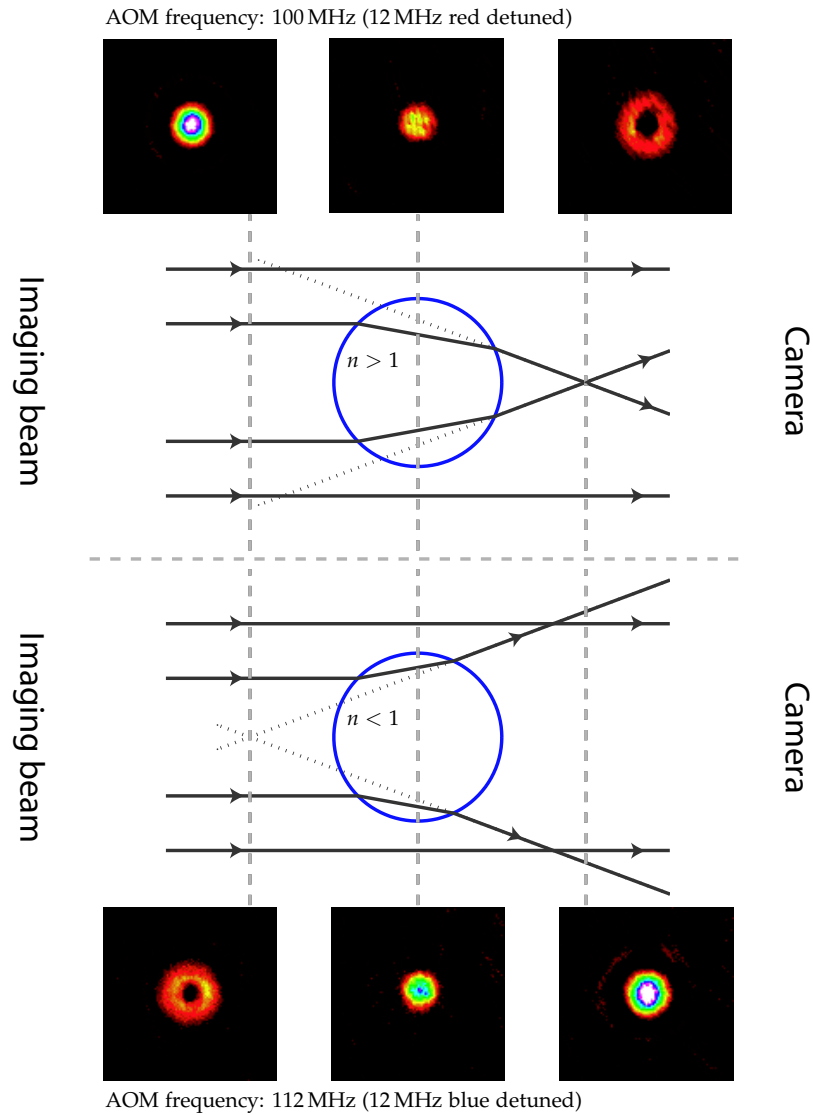 AOM frequency: 100 MHz (12 MHz red detuned)
Imaging beam
n > 1
Camera
Imaging beam
n < 1
Camera
AOM frequency: 112 MHz (12 MHz blue detuned)